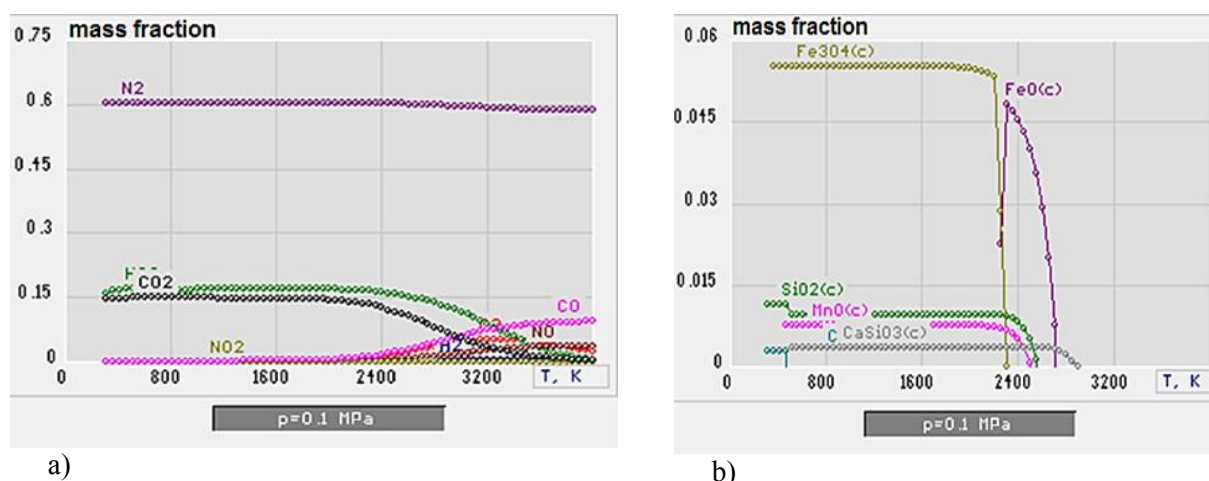 mass fraction
0.75
N2
0.6
0.45
0.3
CO2
0.15
CO
NO
NO2
H2
0
0 800 1600 2400 3200 T, K
p=0.1 MPa
a)
mass fraction
0.06
Fe3O4(c)
FeO(c)
0.015
0.03
0.015
SiO2(c)
MnO(c)
C CaSiO3(c)
0
0 800 1600 2400 3200 T, K
p=0.1 MPa
b)